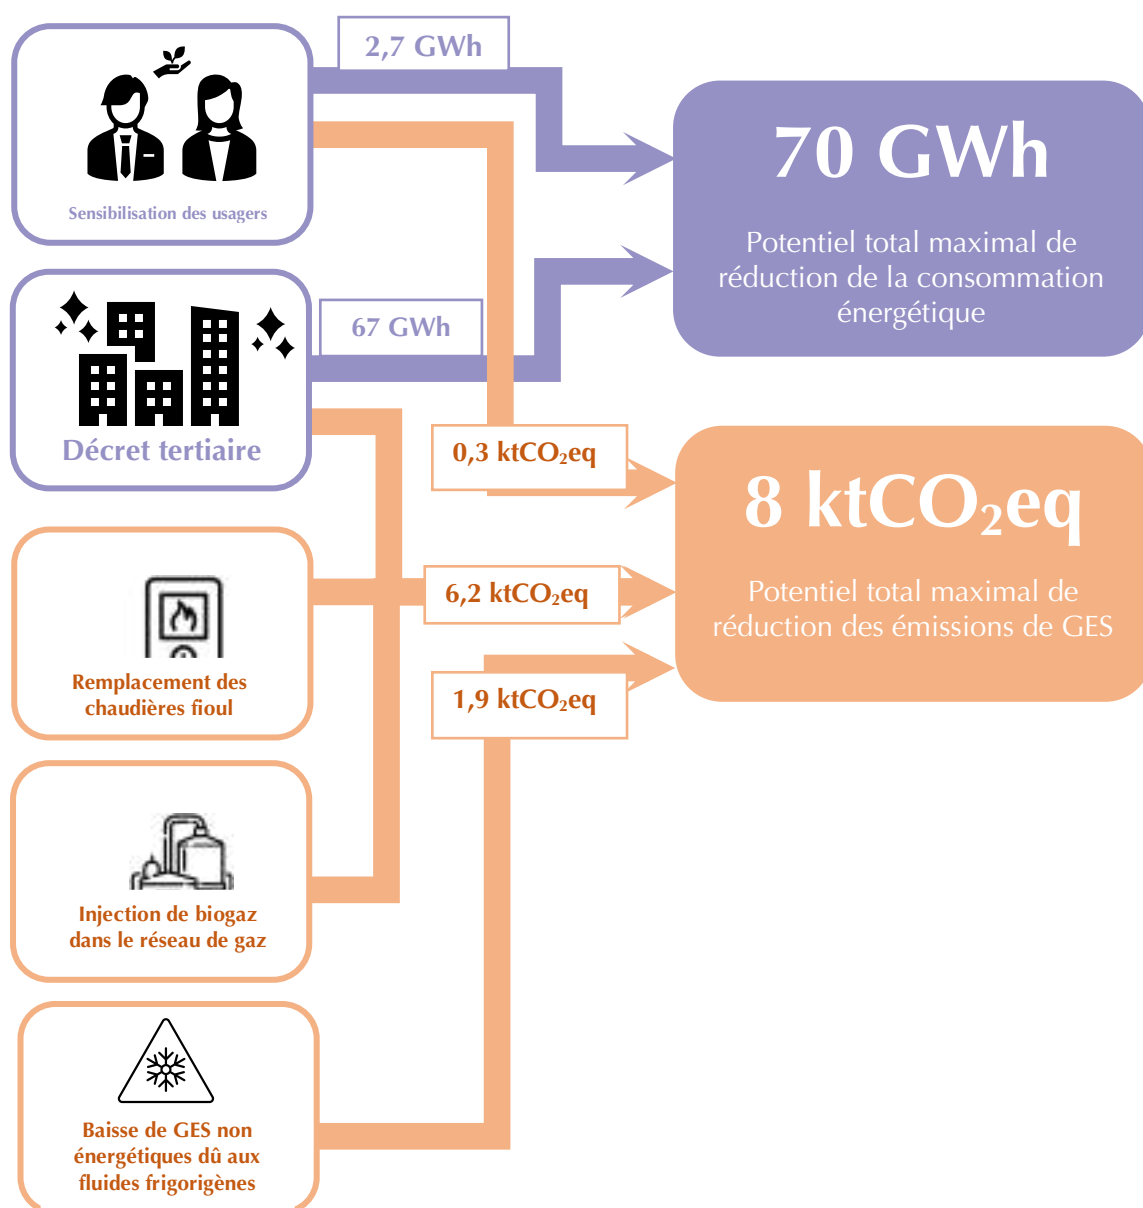 2,7 GWh
Sensibilisation des usagers
70 GWh
Potentiel total maximal de
réduction de la consommation
énergétique
67 GWh
Décret tertiaire
0,3 ktCO₂eq
8 ktCO₂eq
Potentiel total maximal de
réduction des émissions de GES
6,2 ktCO₂eq
Remplacement des
chaudières fioul
1,9 ktCO₂eq
Injection de biogaz
dans le réseau de gaz
Baisse de GES non
énergétiques dû aux
fluides frigorigènes